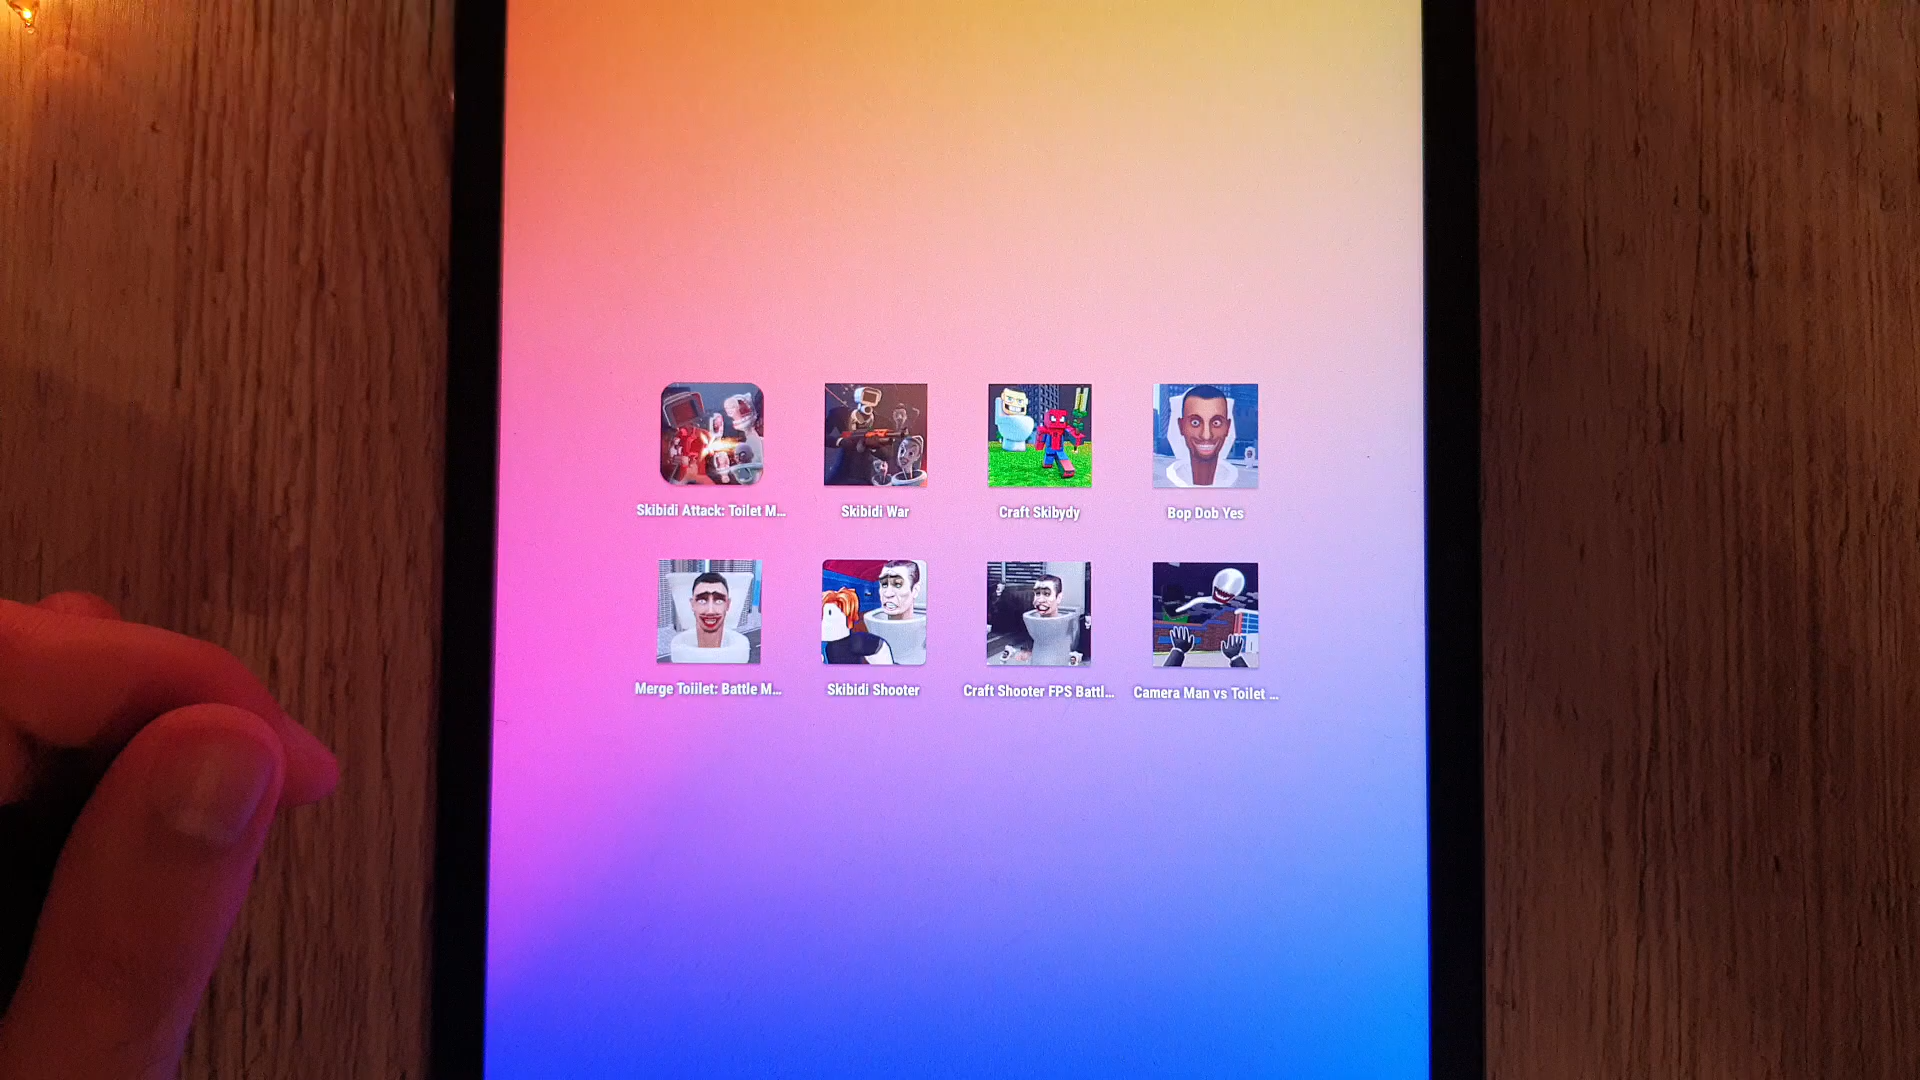 Skibidi Attack: Toilet M...
Skibidi War
Craft Skibydy
Bop Dob Yes
Merge Toiilet: Battle M...
Skibidi Shooter
Craft Shooter FPS Battl...
Camera Man vs Toilet ...